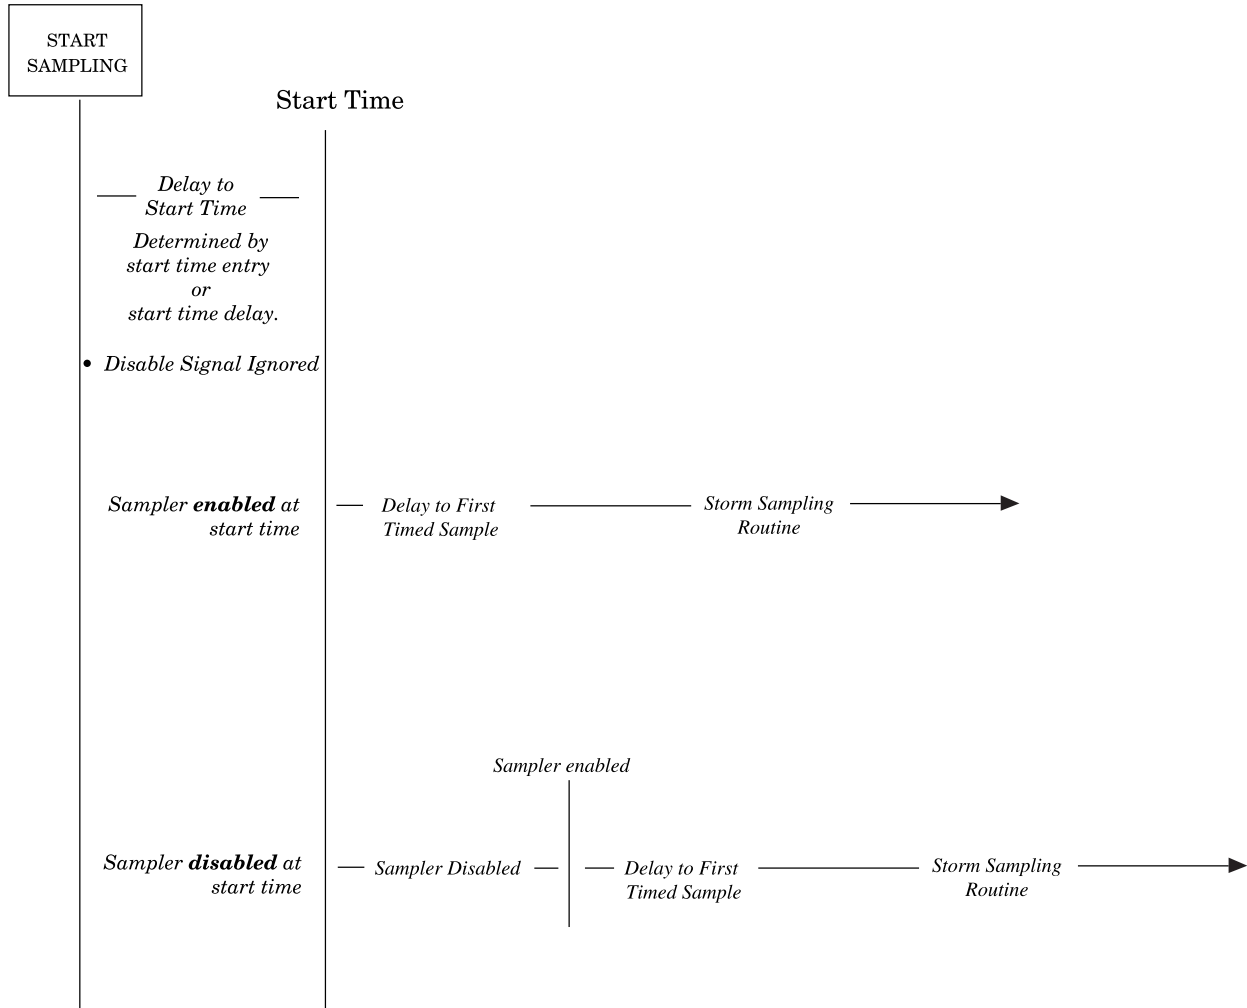 START
SAMPLING
Start Time
Delay to
Start Time
Determined by
start time entry
or
start time delay.
• Disable Signal Ignored
Sampler enabled at
start time
Delay to First
Timed Sample
Storm Sampling
Routine
Sampler enabled
Sampler disabled at
start time
Sampler Disabled
Delay to First
Timed Sample
Storm Sampling
Routine